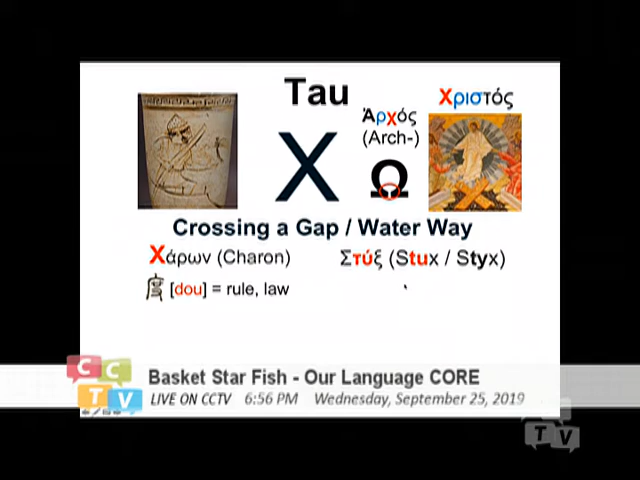 Tau
Χριστός
Ἀρχός
(Arch-)
X
Ω
Crossing a Gap / Water Way
Χάρων (Charon)
Στύξ (Stux / Styx)
[dou] = rule, law
CCTV
Basket Star Fish - Our Language CORE
LIVE ON CCTV 6:56 PM Wednesday, September 25, 2019
TV